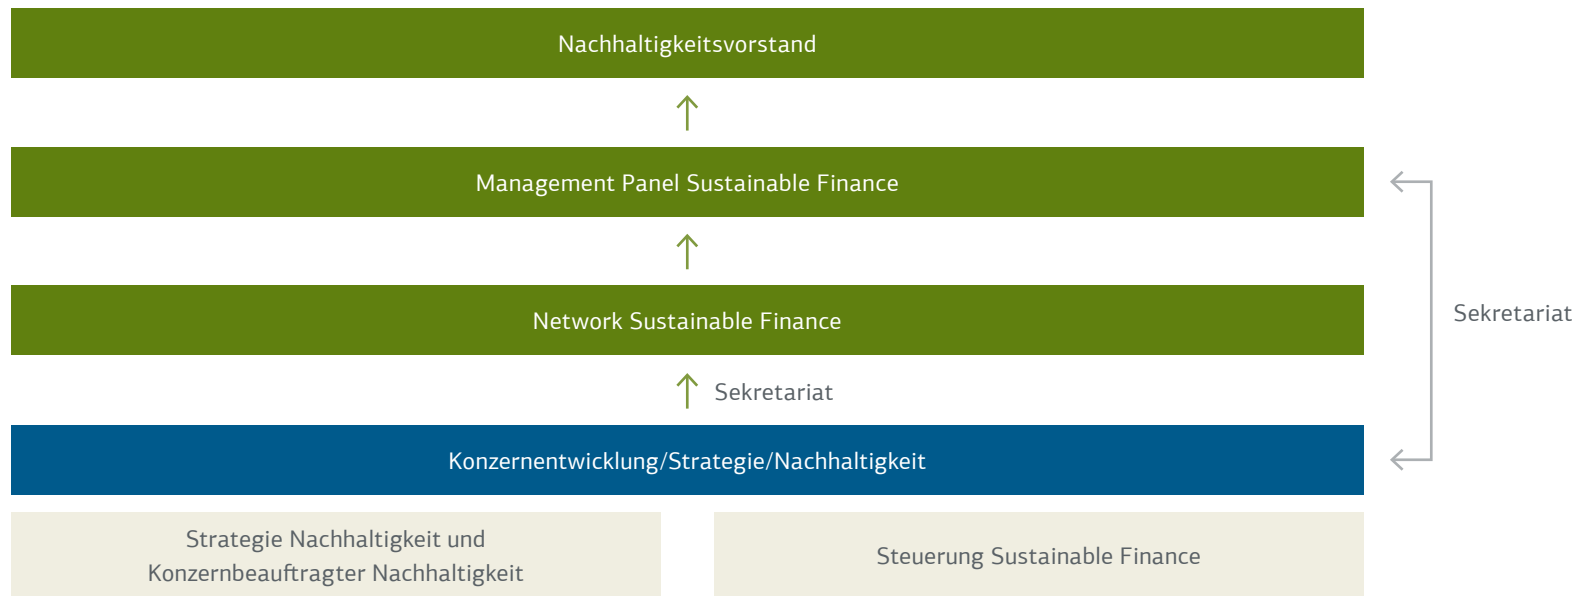 Nachhaltigkeitsvorstand
Management Panel Sustainable Finance
Network Sustainable Finance
Sekretariat
Sekretariat
Konzernentwicklung/Strategie/Nachhaltigkeit
Strategie Nachhaltigkeit und
Konzernbeauftragter Nachhaltigkeit
Steuerung Sustainable Finance